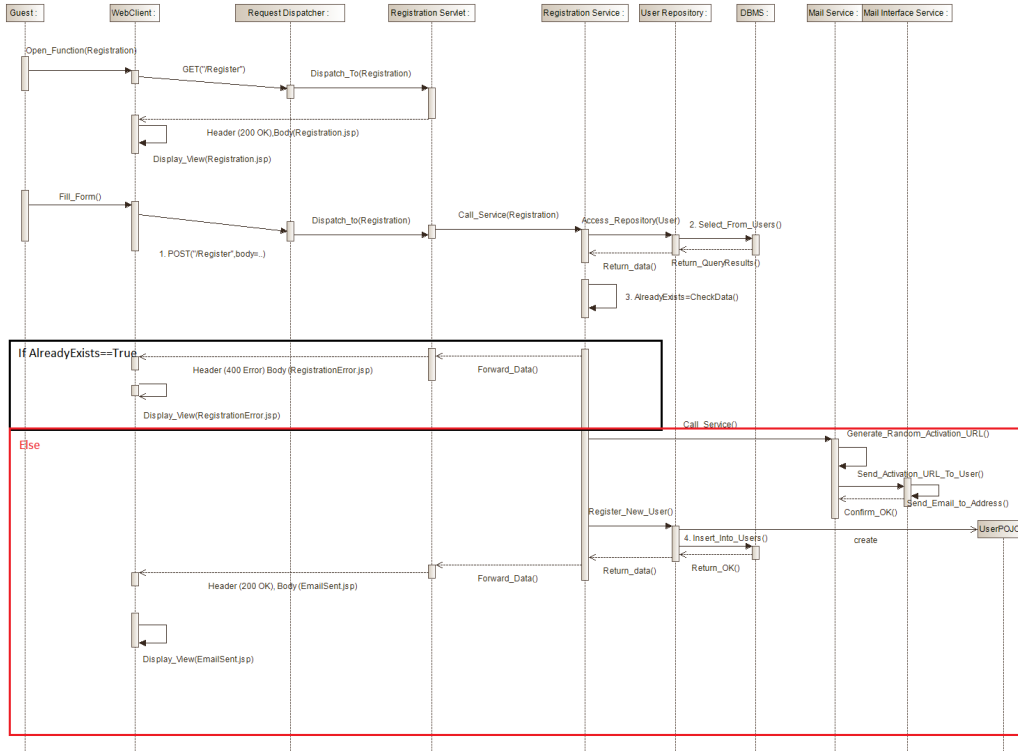 Guest :
WebClient :
Request Dispatcher :
Registration Servlet :
Registration Service :
User Repository :
DBMS :
Mail Service :
Mail Interface Service :
Open_Function(Registration)
GET("/Register")
Dispatch_To(Registration)
Header (200 OK),Body(Registration.jsp)
Display_View(Registration.jsp)
Fill_Form()
Dispatch_to(Registration)
Call_Service(Registration)
Access_Repository(User)
2. Select_From_Users()
1. POST("/Register",body=..)
Return_data()
Return_QueryResults()
3. AlreadyExists=CheckData()
If AlreadyExists==True
Header (400 Error) Body (RegistrationError.jsp)
Forward_Data()
Display_View(RegistrationError.jsp)
Else
Call_Service()
Generate_Random_Activation_URL()
Send_Activation_URL_To_User()
Send_Email_to_Address()
Confirm_OK()
Register_New_User()
UserPOJO
4. Insert_Into_Users()
create
Return_data()
Return_OK()
Header (200 OK), Body (EmailSent.jsp)
Forward_Data()
Display_View(EmailSent.jsp)